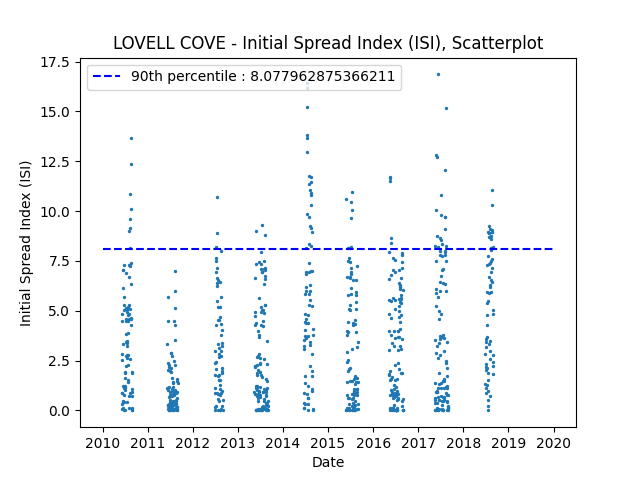 LOVELL COVE - Initial Spread Index (ISI), Scatterplot
90th percentile : 8.077962875366211
17.5
15.0
12.5
10.0
7.5
5.0
2.5
0.0
Initial Spread Index (ISI)
2010 2011 2012 2013 2014 2015 2016 2017 2018 2019 2020
Date